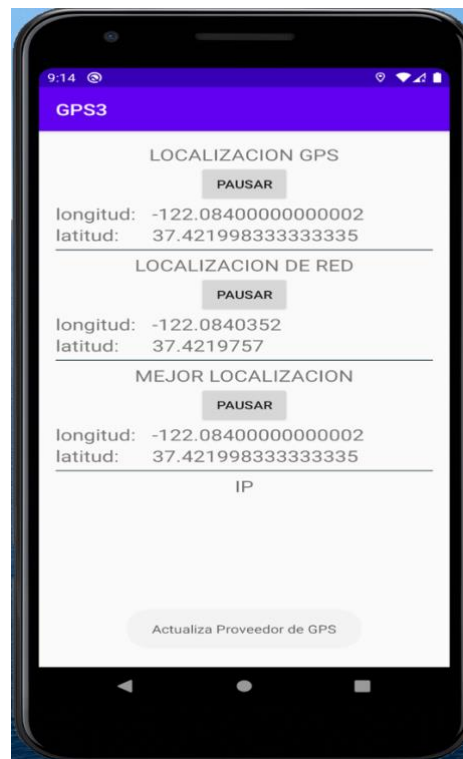 9:14
GPS3
LOCALIZACION GPS
PAUSAR
longitud: -122.08400000000002
latitud: 37.421998333333335
LOCALIZACION DE RED
PAUSAR
longitud: -122.0840352
latitud: 37.4219757
MEJOR LOCALIZACION
PAUSAR
longitud: -122.08400000000002
latitud: 37.421998333333335
IP
Actualiza Proveedor de GPS